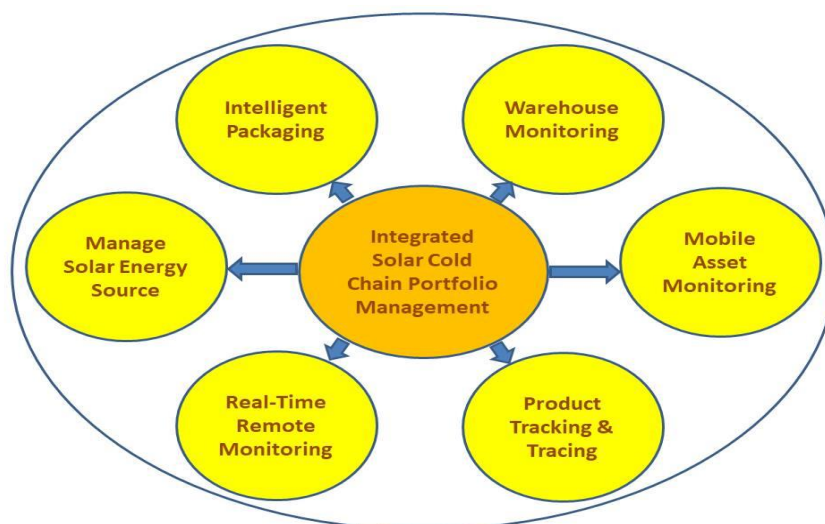 Intelligent
Packaging
Warehouse
Monitoring
Manage
Solar Energy
Source
Integrated
Solar Cold
Chain Portfolio
Management
Mobile
Asset
Monitoring
Real-Time
Remote
Monitoring
Product
Tracking &
Tracing